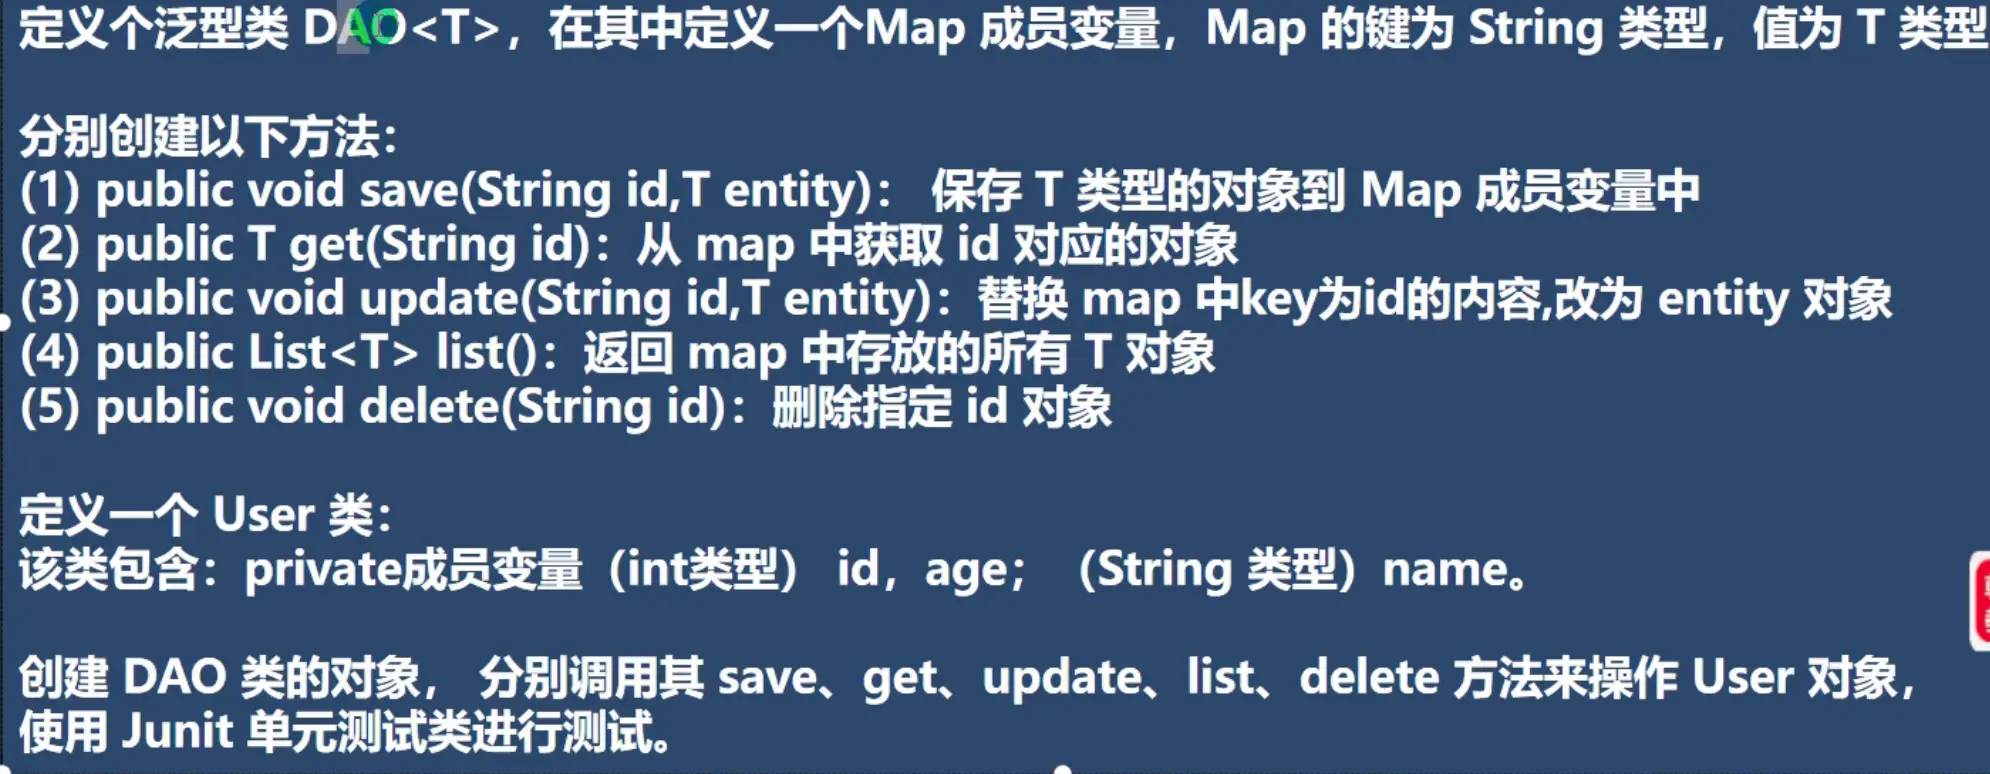 定义个泛型类 DAO<T>，在其中定义一个Map 成员变量，Map 的键为 String 类型，值为 T 类型
分别创建以下方法：
(1) public void save(String id,T entity)： 保存 T 类型的对象到 Map 成员变量中
(2) public T get(String id)：从 map 中获取 id 对应的对象
(3) public void update(String id,T entity)：替换 map 中key为id的内容,改为 entity 对象
(4) public List<T> list()：返回 map 中存放的所有 T 对象
(5) public void delete(String id)：删除指定 id 对象
定义一个 User 类：
该类包含：private成员变量（int类型） id，age；（String 类型）name。
创建 DAO 类的对象， 分别调用其 save、get、update、list、delete 方法来操作 User 对象，
使用 Junit 单元测试类进行测试。